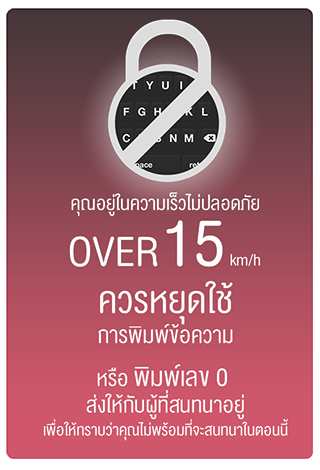 T Y U I
F G H K L
C B N M
pace ret
คุณอยู่ในความเร็วไม่ปลอดภัย
OVER 15 km/h
ควรหยุดใช้
การพิมพ์ข้อความ
หรือ พิมพ์เลข 0
ส่งให้กับผู้ที่สนทนาอยู่
เพื่อให้ทราบว่าคุณไม่พร้อมที่จะสนทนาในตอนนี้